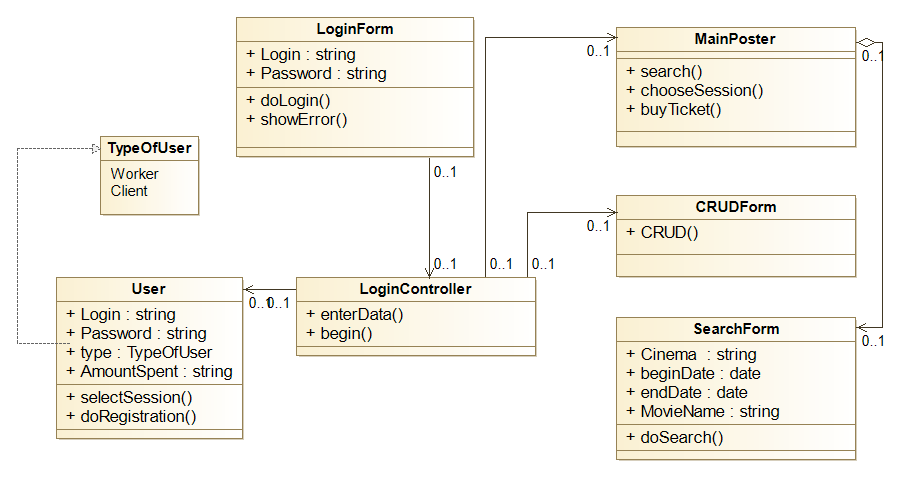 LoginForm
+ Login : string
+ Password : string
+ doLogin()
+ showError()
0..1
MainPoster
+ search()
+ chooseSession()
+ buyTicket()
0..1
0..1
TypeOfUser
Worker
Client
CRUDForm
+ CRUD()
0..1
0..1
0..1
0..1
User
+ Login : string
+ Password : string
+ type : TypeOfUser
+ AmountSpent : string
+ selectSession()
+ doRegistration()
0..1
0..1
LoginController
+ enterData()
+ begin()
SearchForm
+ Cinema : string
+ beginDate : date
+ endDate : date
+ MovieName : string
+ doSearch()
0..1